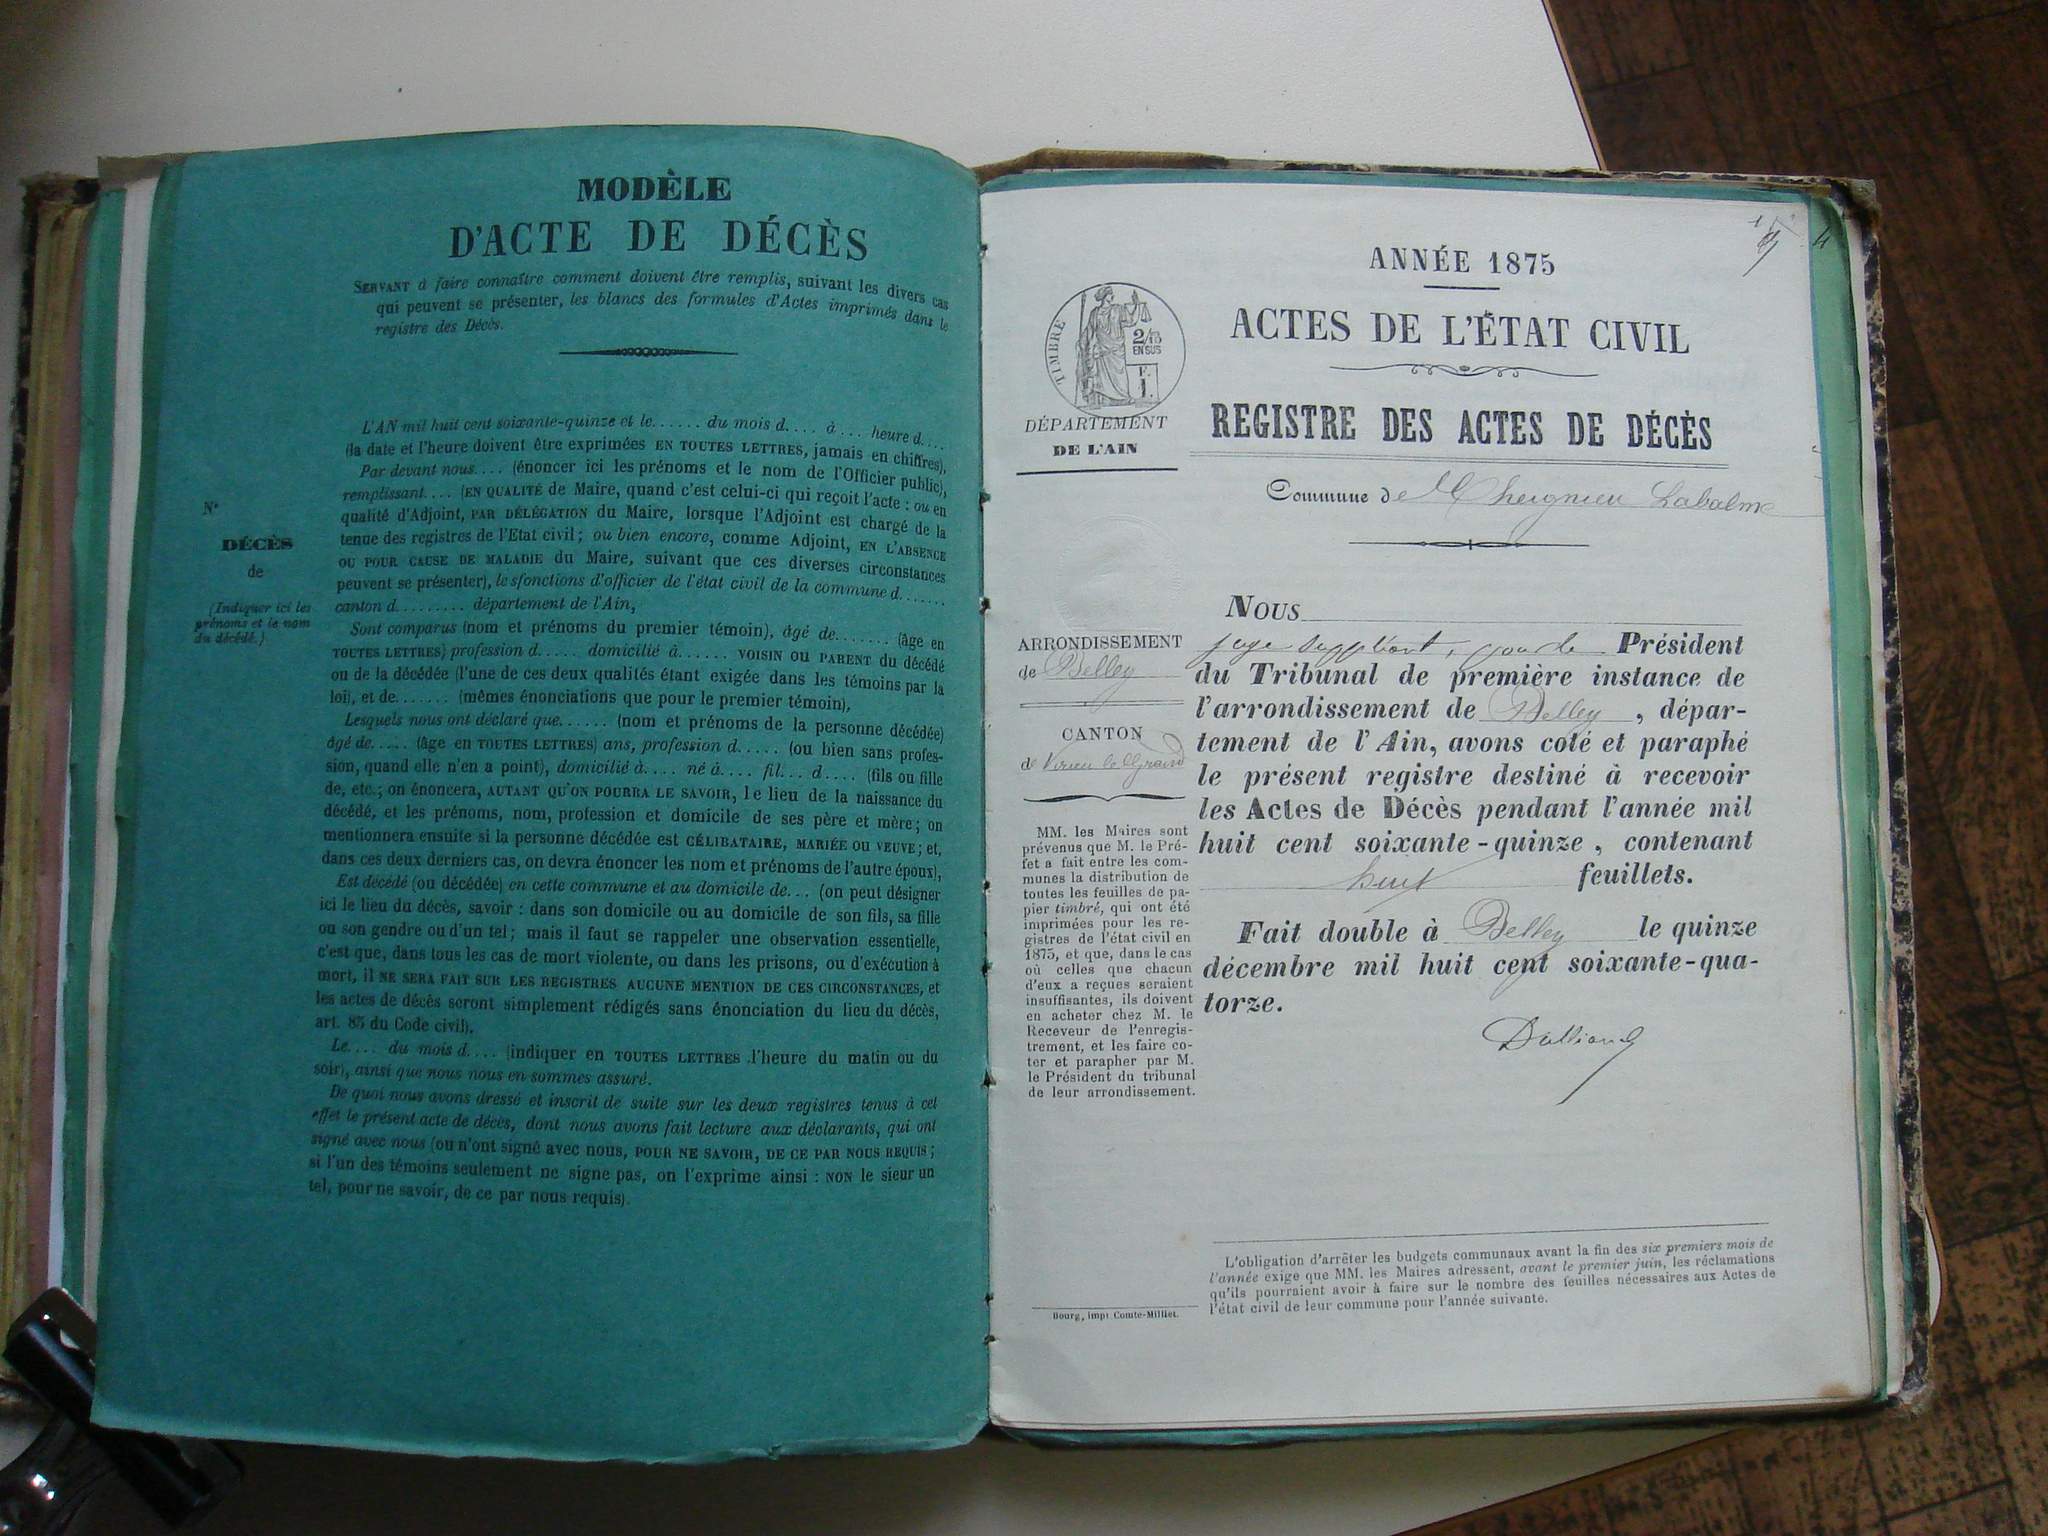 MODÈLE
D'ACTE DE DÉCÈS
SERVANT à faire connaître comment doivent être remplis, suivant les divers cas
qui peuvent se présenter, les blancs des formules d'Actes imprimés dans le
registre des Décès.
N°
DÉCÈS
de
(Indiquer ici les
prénoms et le nom
du décédé.)
L'AN mil huit cent soixante-quinze et le...... du mois d.... à... heure d....
(la date et l'heure doivent être exprimées EN TOUTES LETTRES, jamais en chiffres),
Par devant nous.... (énoncer ici les prénoms et le nom de l'Officier public),
remplissant.... (EN QUALITÉ de Maire, quand c'est celui-ci qui reçoit l'acte : ou en
qualité d'Adjoint, PAR DÉLÉGATION du Maire, lorsque l'Adjoint est chargé de la
tenue des registres de l'Etat civil ; ou bien encore, comme Adjoint, EN L'ABSENCE
OU POUR CAUSE DE MALADIE du Maire, suivant que ces diverses circonstances
peuvent se présenter), le sfonctions d'officier de l'état civil de la commune d.......
canton d......... département de l'Ain,
Sont comparus (nom et prénoms du premier témoin), âgé de....... (âge en
TOUTES LETTRES) profession d..... domicilié à...... VOISIN OU PARENT du décédé
ou de la décédée (l'une de ces deux qualités étant exigée dans les témoins par la
loi), et de...... (mêmes énonciations que pour le premier témoin),
Lesquels nous ont déclaré que...... (nom et prénoms de la personne décédée)
âgé de..... (âge en TOUTES LETTRES) ans, profession d..... (ou bien sans profes-
sion, quand elle n'en a point), domicilié à.... né à.... fil... d.... (fils ou fille
de, etc.; on énoncera, AUTANT QU'ON POURRA LE SAVOIR, le lieu de la naissance du
décédé, et les prénoms, nom, profession et domicile de ses père et mère ; on
mentionnera ensuite si la personne décédée est CÉLIBATAIRE, MARIÉE OU VEUVE ; et,
dans ces deux derniers cas, on devra énoncer les nom et prénoms de l'autre époux),
Est décédé (ou décédée) en cette commune et au domicile de... (on peut désigner
ici le lieu du décès, savoir : dans son domicile ou au domicile de son fils, sa fille
ou son gendre ou d'un tel ; mais il faut se rappeler une observation essentielle,
c'est que, dans tous les cas de mort violente, ou dans les prisons, ou d'exécution à
mort, il NE SERA FAIT SUR LES REGISTRES AUCUNE MENTION DE CES CIRCONSTANCES, et
les actes de décès seront simplement rédigés sans énonciation du lieu du décès,
art. 85 du Code civil),
Le.... du mois d.... (indiquer en TOUTES LETTRES l'heure du matin ou du
soir), ainsi que nous nous en sommes assuré.
De quoi nous avons dressé et inscrit de suite sur les deux registres tenus à cet
effet le présent acte de décès, dont nous avons fait lecture aux déclarants, qui ont
signé avec nous (ou n'ont signé avec nous, POUR NE SAVOIR, DE CE PAR NOUS REQUIS ;
si l'un des témoins seulement ne signe pas, on l'exprime ainsi : NON le sieur un
tel, pour ne savoir, de ce par nous requis).
ANNÉE 1875
ACTES DE L'ÉTAT CIVIL
REGISTRE DES ACTES DE DÉCÈS
Commune de Cheignieu Labalme
TIMBRE
2/10
EN SUS
F.
1.
DÉPARTEMENT
DE L'AIN
ARRONDISSEMENT
de Belley
CANTON
de Virieu le Grand
MM. les Maires sont
prévenus que M. le Pré-
fet a fait entre les com-
munes la distribution de
toutes les feuilles de pa-
pier timbré, qui ont été
imprimées pour les re-
gistres de l'état civil en
1875, et que, dans le cas
où celles que chacun
d'eux a reçues seraient
insuffisantes, ils doivent
en acheter chez M. le
Receveur de l'enregis-
trement, et les faire co-
ter et parapher par M.
le Président du tribunal
de leur arrondissement.
NOUS
juge suppléant, pour le Président
du Tribunal de première instance de
l'arrondissement de Belley, dépar-
tement de l'Ain, avons coté et paraphé
le présent registre destiné à recevoir
les Actes de Décès pendant l'année mil
huit cent soixante-quinze, contenant
huit feuillets.
Fait double à Belley le quinze
décembre mil huit cent soixante-qua-
torze.
L'obligation d'arrêter les budgets communaux avant la fin des six premiers mois de
l'année exige que MM. les Maires adressent, avant le premier juin, les réclamations
qu'ils pourraient avoir à faire sur le nombre des feuilles nécessaires aux Actes de
l'état civil de leur commune pour l'année suivante.
Bourg, impr Comte-Milliet.